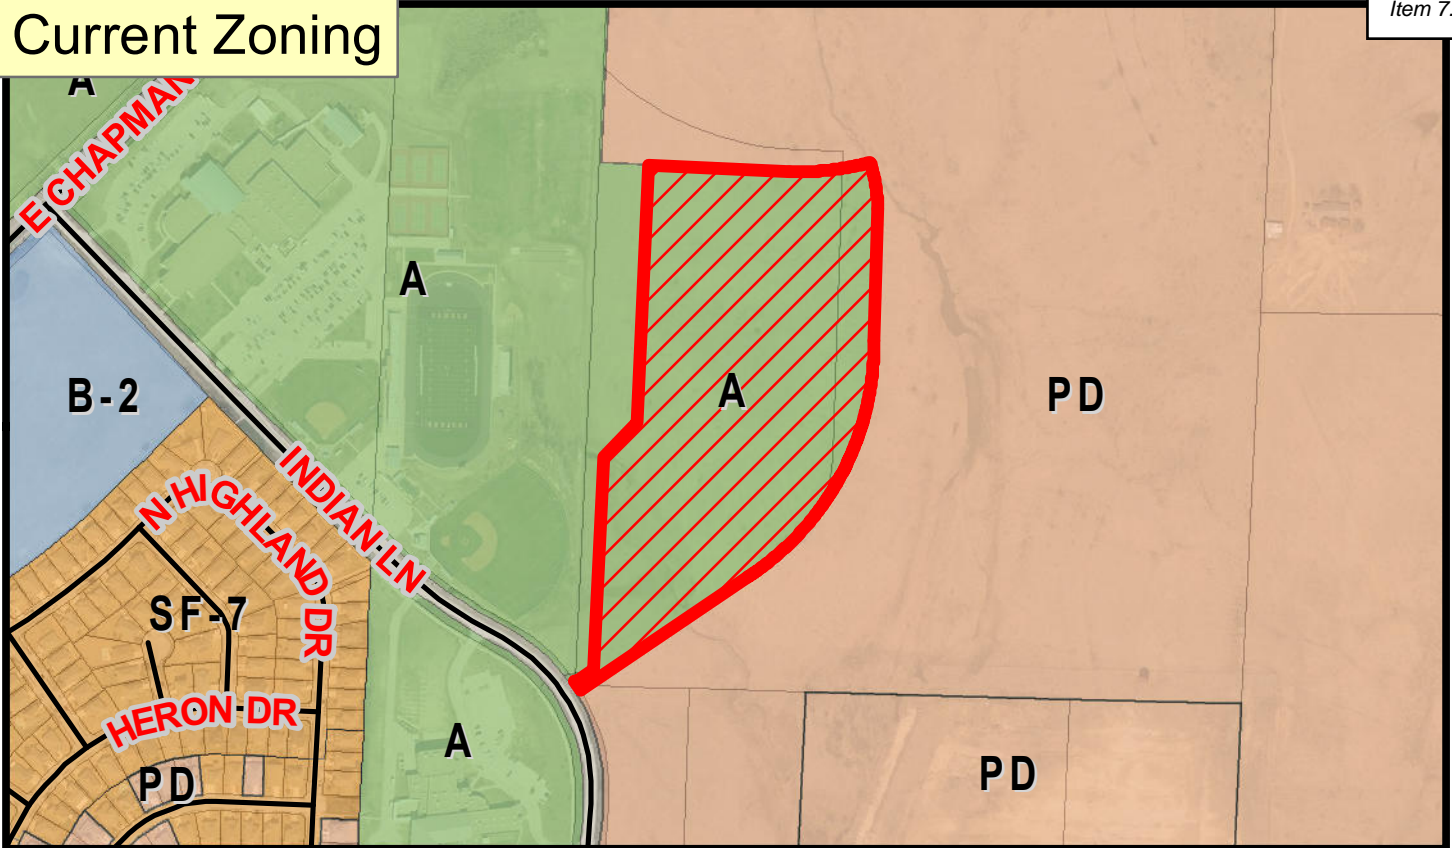 Current Zoning
Item 7.
A
E CHAPMAN
A
B-2
A
PD
INDIAN LN
N HIGHLAND DR
SF-7
HERON DR
A
PD
PD